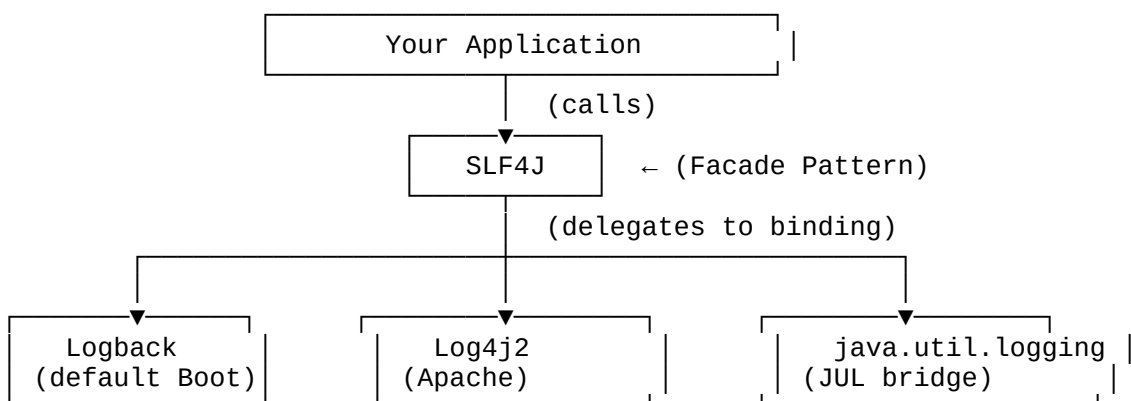 Your Application
(calls)
SLF4J ← (Facade Pattern)
(delegates to binding)
Logback Log4j2 java.util.logging
(default Boot) (Apache) (JUL bridge)